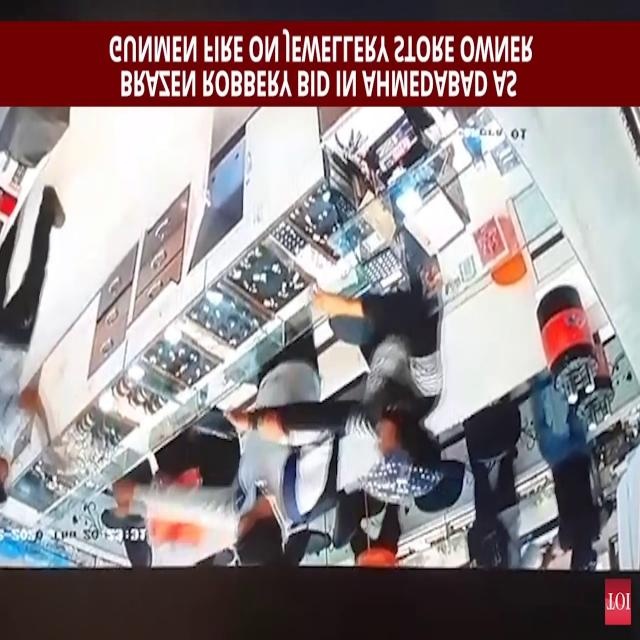 BRAZEN ROBBERY BID IN AHMEDABAD AS
GUNMEN FIRE ON JEWELLERY STORE OWNER
TOI